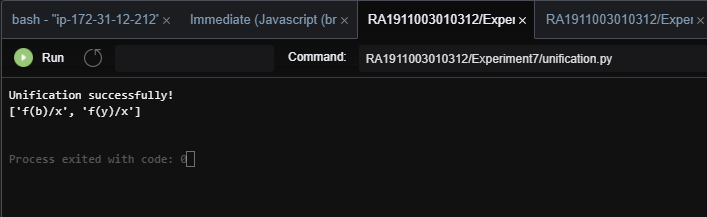 bash - "ip-172-31-12-212' × Immediate (Javascript (br × RA1911003010312/Exper × RA1911003010312/Exper ×
Run Command: RA1911003010312/Experiment7/unification.py
Unification successfully!
['f(b)/x', 'f(y)/x']
Process exited with code: 0